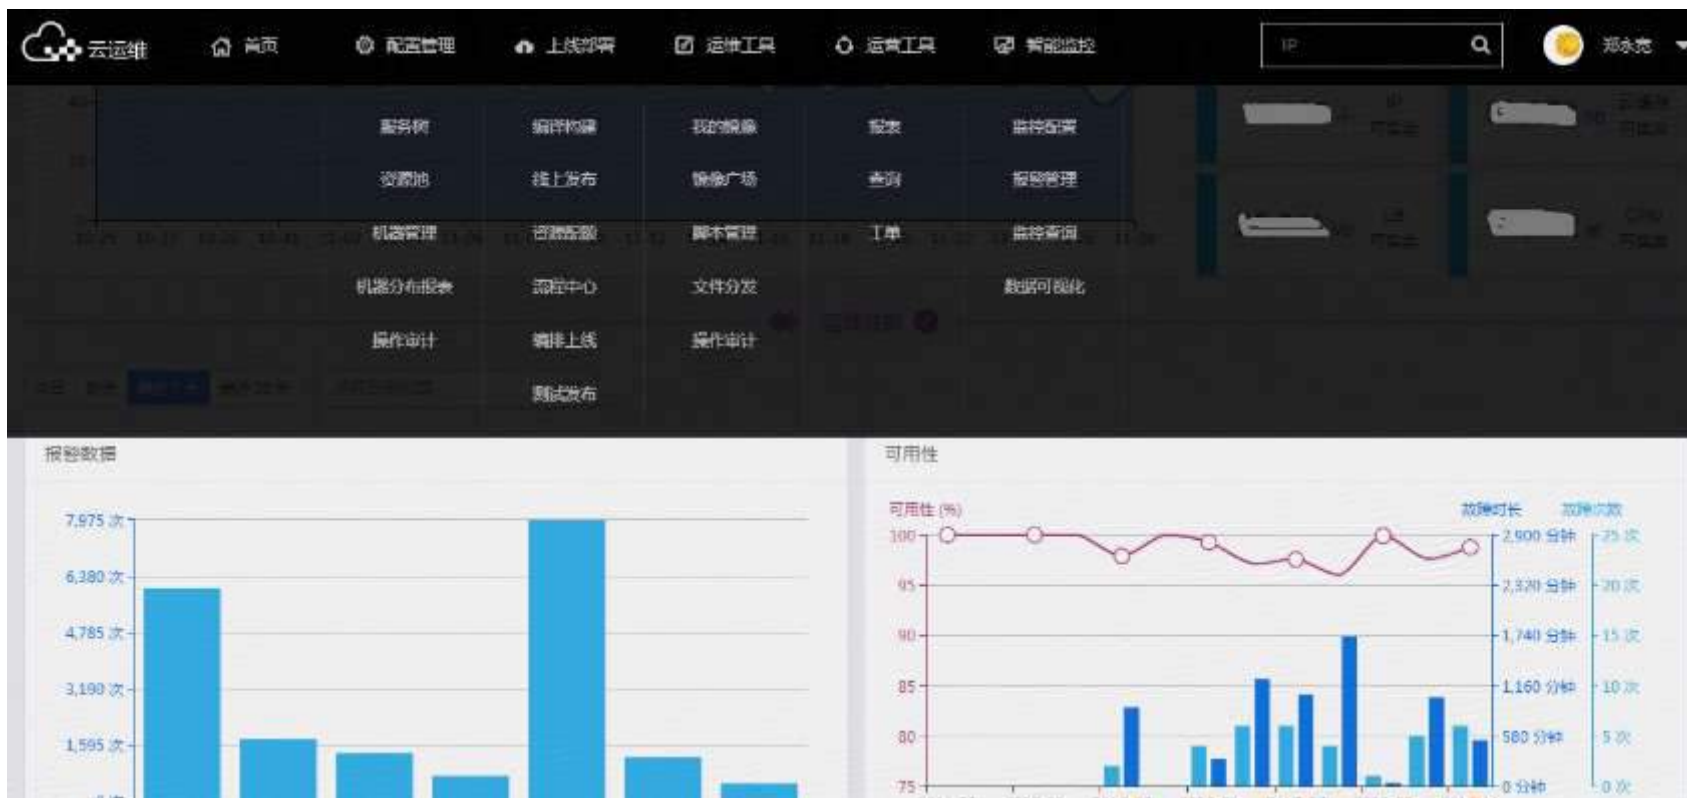 云运维 首页 配置管理 上线部署 运维工具 运营工具 智能监控 IP 郑永宽
服务树 编译构建 我的镜像 报表 监控配置
资源池 线上发布 镜像广场 查询 报警管理
机器管理 资源配额 脚本管理 工单 监控查询
机器分布报表 流程中心 文件分发 数据可视化
操作审计 编排上线 操作审计
测试发布
报警数据
7,975 次
6,380 次
4,785 次
3,190 次
1,595 次
可用性
可用性 (%) 故障时长 故障次数
100 2,900 分钟 25 次
95 2,320 分钟 20 次
90 1,740 分钟 15 次
85 1,160 分钟 10 次
80 580 分钟 5 次
75 0 分钟 0 次